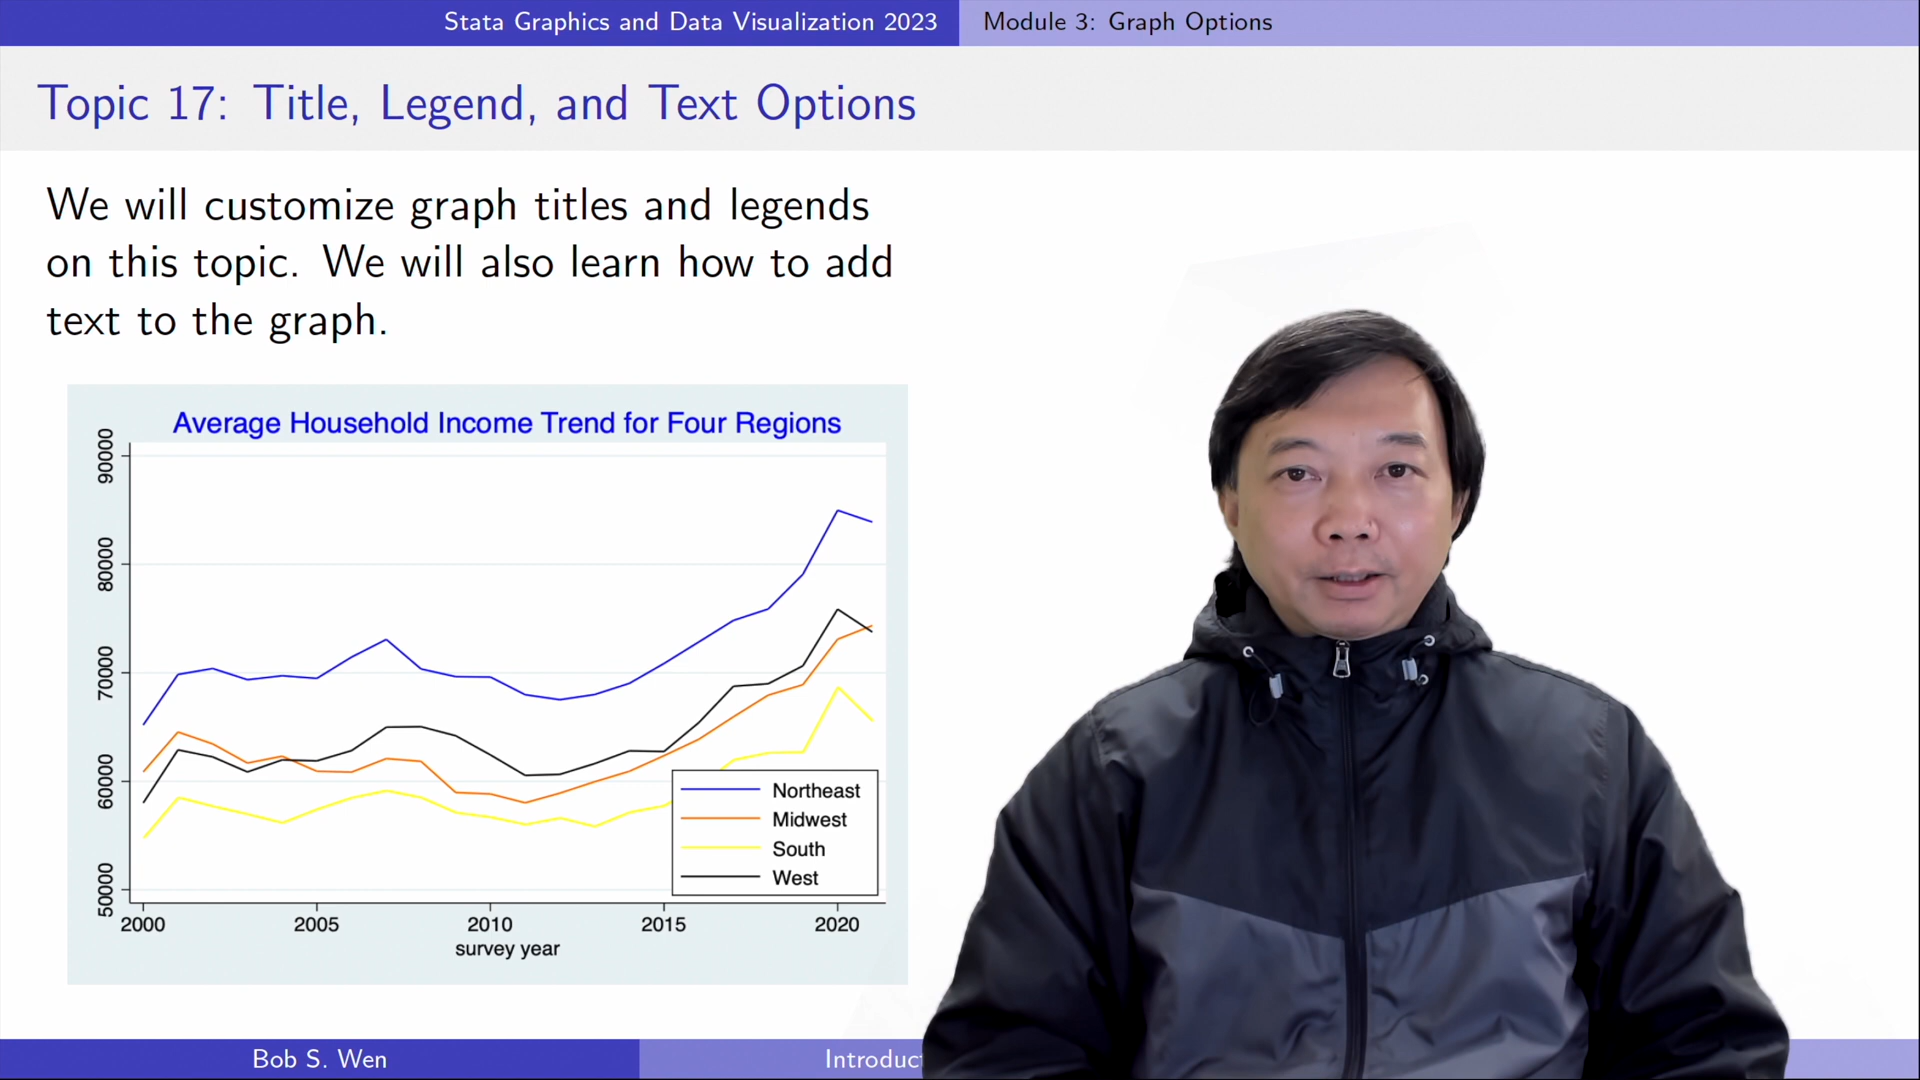 Stata Graphics and Data Visualization 2023
Module 3: Graph Options
Topic 17: Title, Legend, and Text Options
We will customize graph titles and legends
on this topic. We will also learn how to add
text to the graph.
Average Household Income Trend for Four Regions
90000
80000
70000
60000
50000
Northeast
Midwest
South
West
2000 2005 2010 2015 2020
survey year
Bob S. Wen